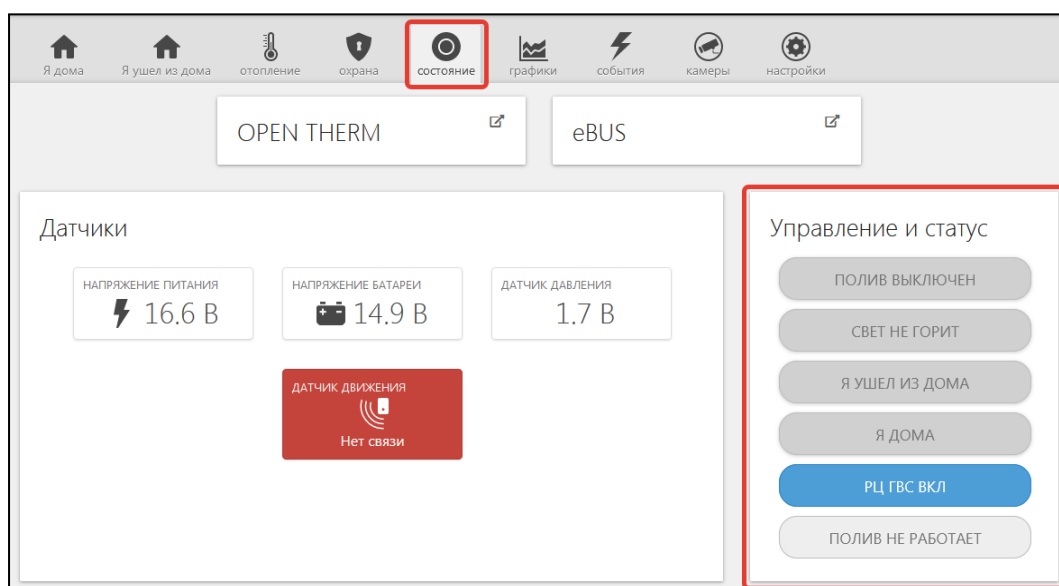 Я дома
Я ушел из дома
отопление
охрана
состояние
графики
события
камеры
настройки
OPEN THERM
eBUS
Датчики
НАПРЯЖЕНИЕ ПИТАНИЯ
16.6 В
НАПРЯЖЕНИЕ БАТАРЕИ
14.9 В
ДАТЧИК ДАВЛЕНИЯ
1.7 В
ДАТЧИК ДВИЖЕНИЯ
Нет связи
Управление и статус
ПОЛИВ ВЫКЛЮЧЕН
СВЕТ НЕ ГОРИТ
Я УШЕЛ ИЗ ДОМА
Я ДОМА
РЦ ГВС ВКЛ
ПОЛИВ НЕ РАБОТАЕТ